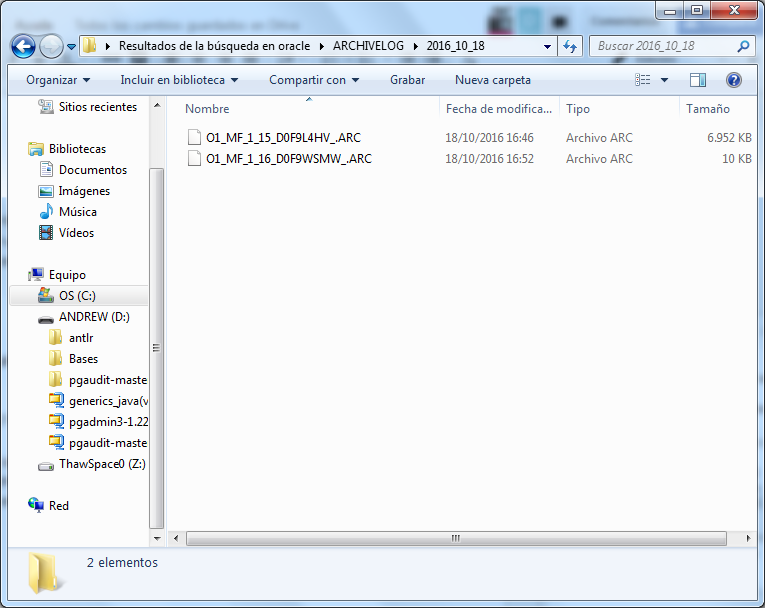 Resultados de la búsqueda en oracle ARCHIVELOG 2016_10_18
Buscar 2016_10_18
Organizar Incluir en biblioteca Compartir con Grabar Nueva carpeta
Nombre Fecha de modifica... Tipo Tamaño
O1_MF_1_15_D0F9L4HV_.ARC 18/10/2016 16:46 Archivo ARC 6.952 KB
O1_MF_1_16_D0F9WSMW_.ARC 18/10/2016 16:52 Archivo ARC 10 KB
Sitios recientes
Bibliotecas
Documentos
Imágenes
Música
Vídeos
Equipo
OS (C:)
ANDREW (D:)
antlr
Bases
pgaudit-maste
generics_java(v
pgadmin3-1.22
pgaudit-maste
ThawSpace0 (Z:)
Red
2 elementos